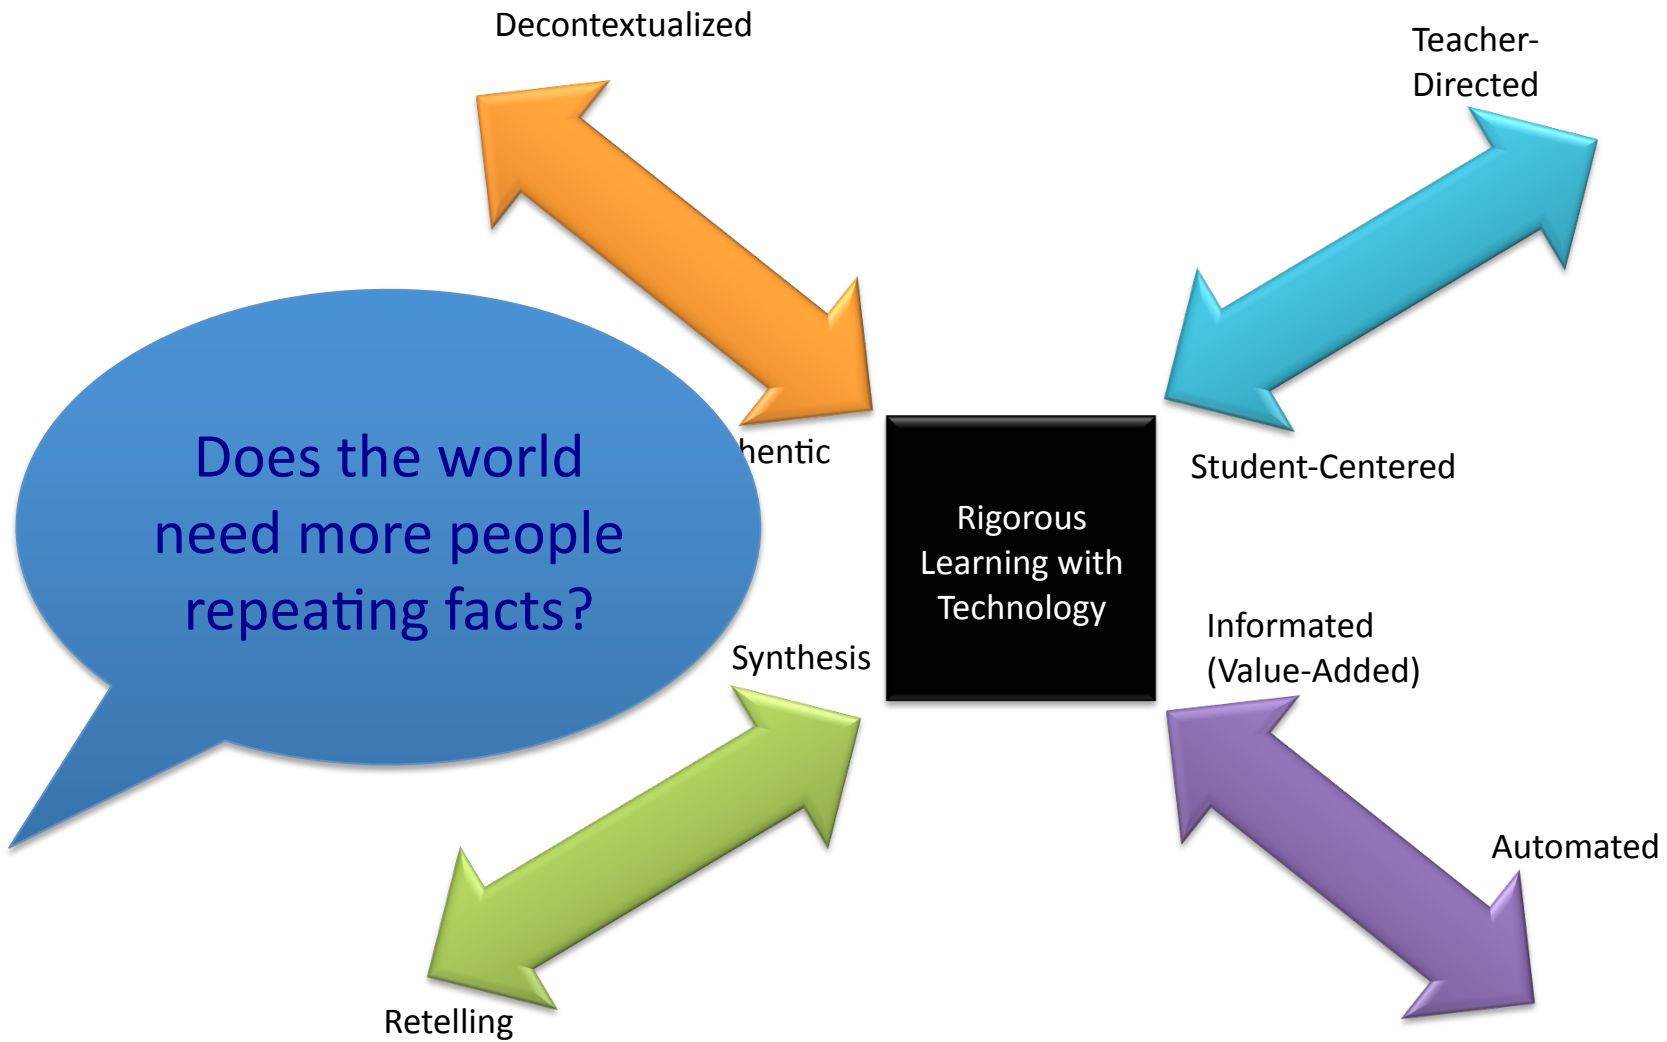 Decontextualized
Teacher-
Directed
Does the world
need more people
repeating facts?
hentic
Student-Centered
Rigorous
Learning with
Technology
Synthesis
Informated
(Value-Added)
Automated
Retelling